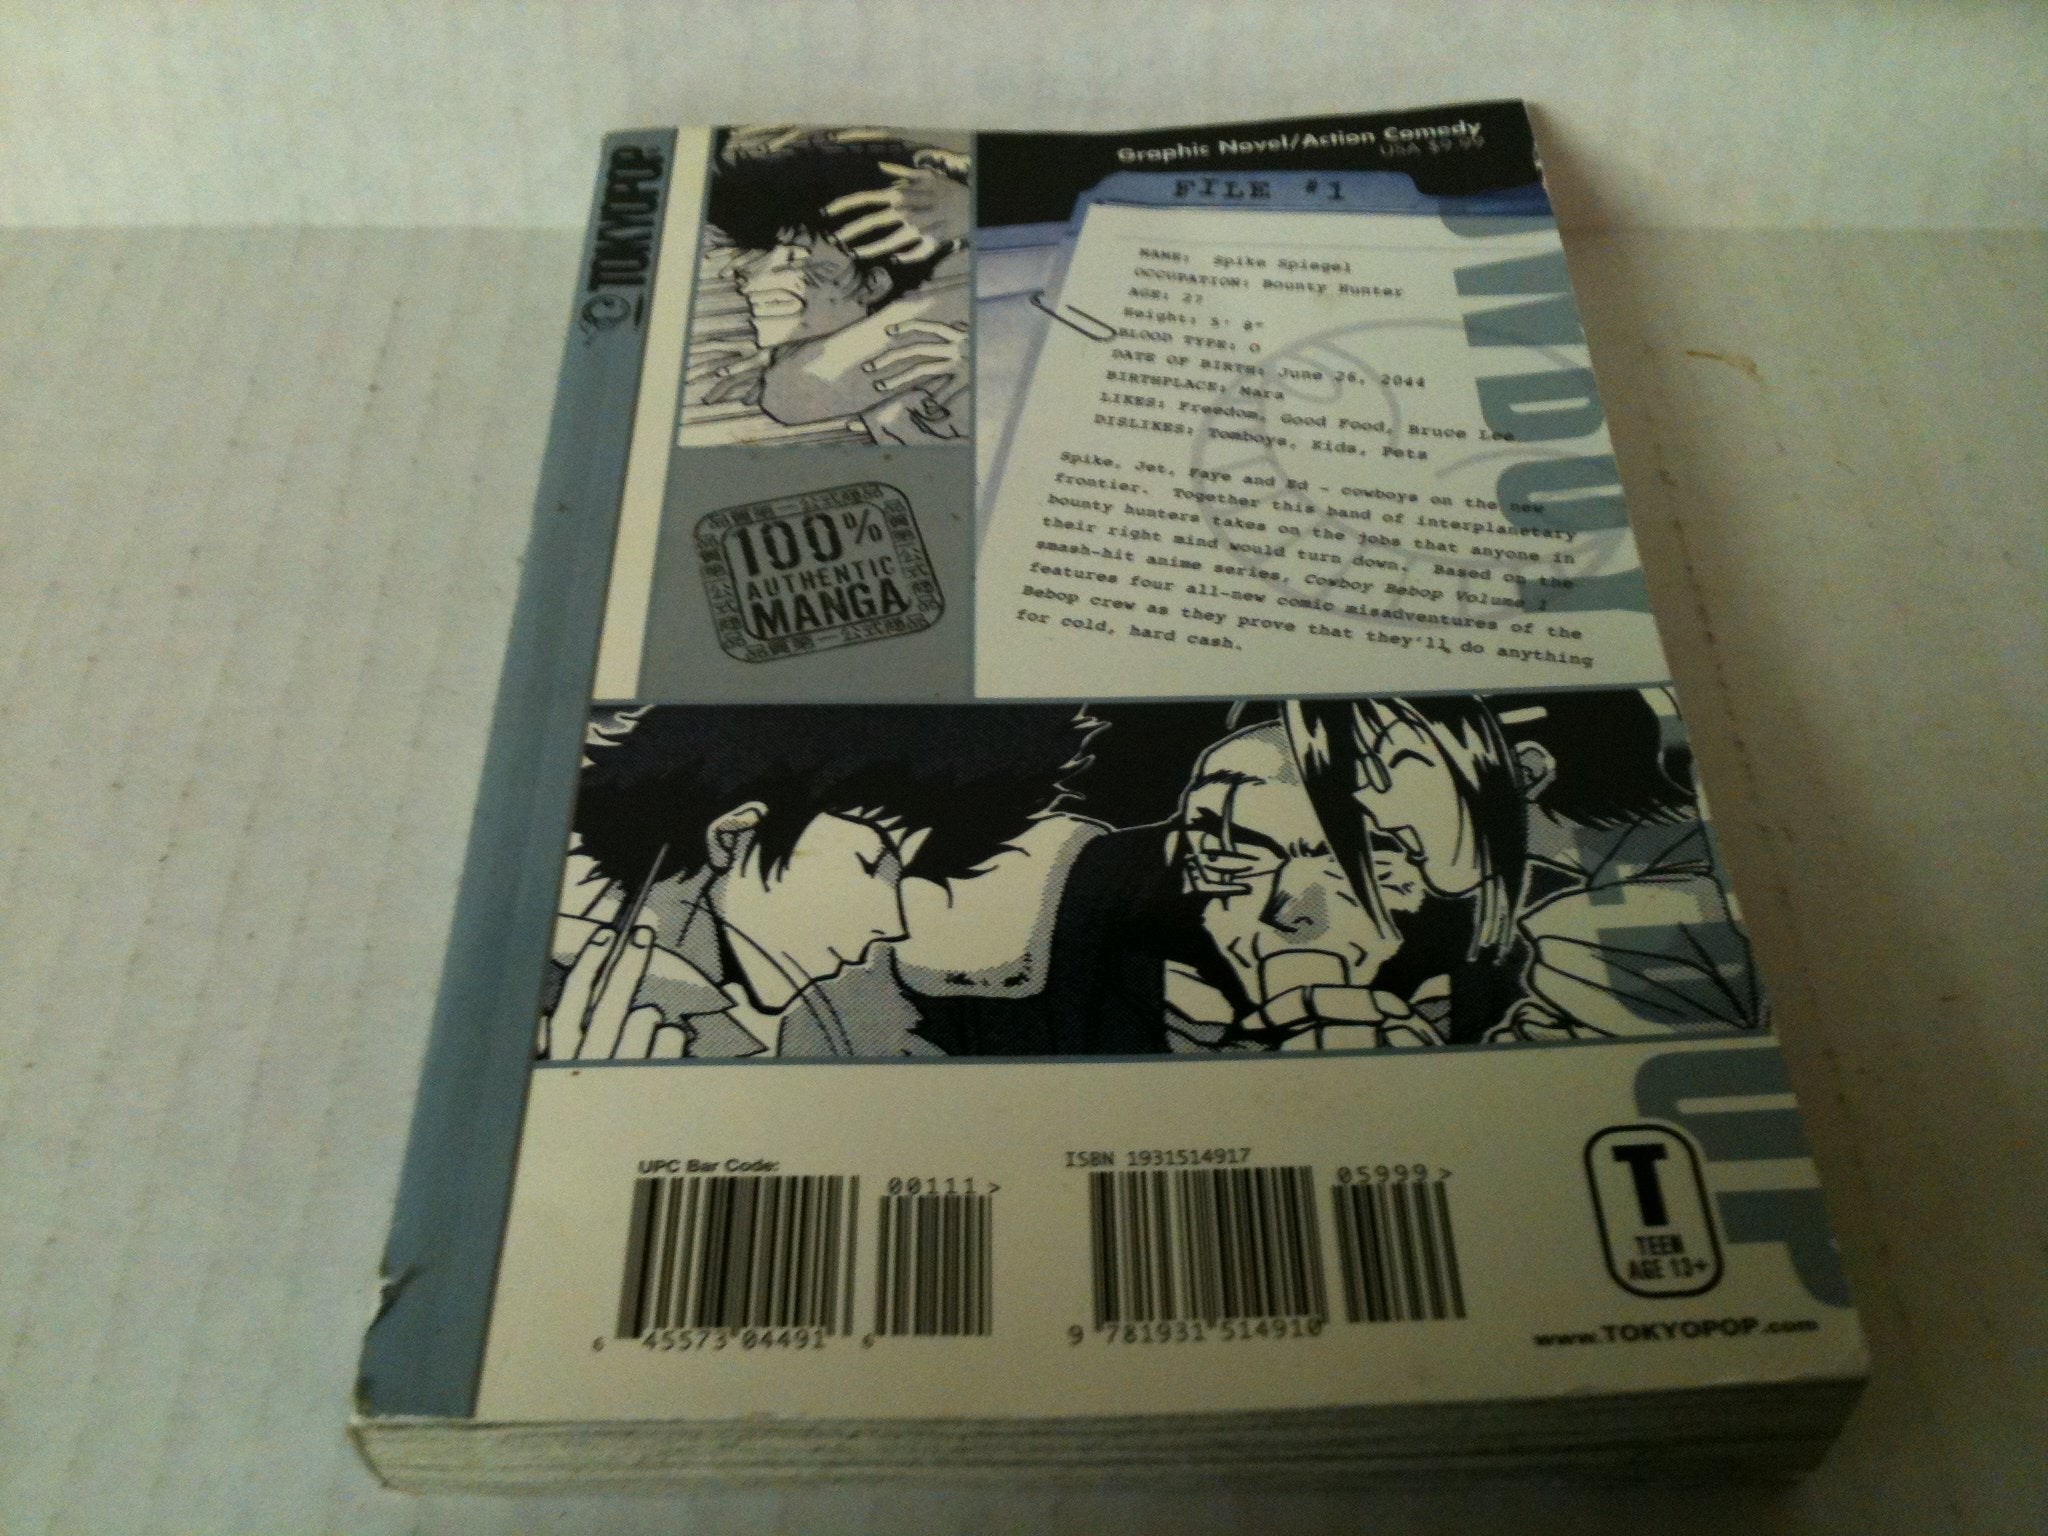 TOKYOPOP
Graphic Novel/Action Comedy
USA $9.99
FILE #1
NAME: Spike Spiegel
OCCUPATION: Bounty Hunter
AGE: 27
Height: 5' 8"
BLOOD TYPE: O
DATE OF BIRTH: June 26, 2044
BIRTHPLACE: Mars
LIKES: Freedom, Good Food, Bruce Lee
DISLIKES: Tomboys, Kids, Pets
Spike, Jet, Faye and Ed - cowboys on the new
frontier. Together this band of interplanetary
bounty hunters takes on the jobs that anyone in
their right mind would turn down. Based on the
smash-hit anime series, Cowboy Bebop Volume 1
features four all-new comic misadventures of the
Bebop crew as they prove that they'll do anything
for cold, hard cash.
100%
AUTHENTIC
MANGA
UPC Bar Code:
00111>
6 45573 04491 6
ISBN 1931514917
05999>
9 781931 514910
T
TEEN
AGE 13+
www.TOKYOPOP.com